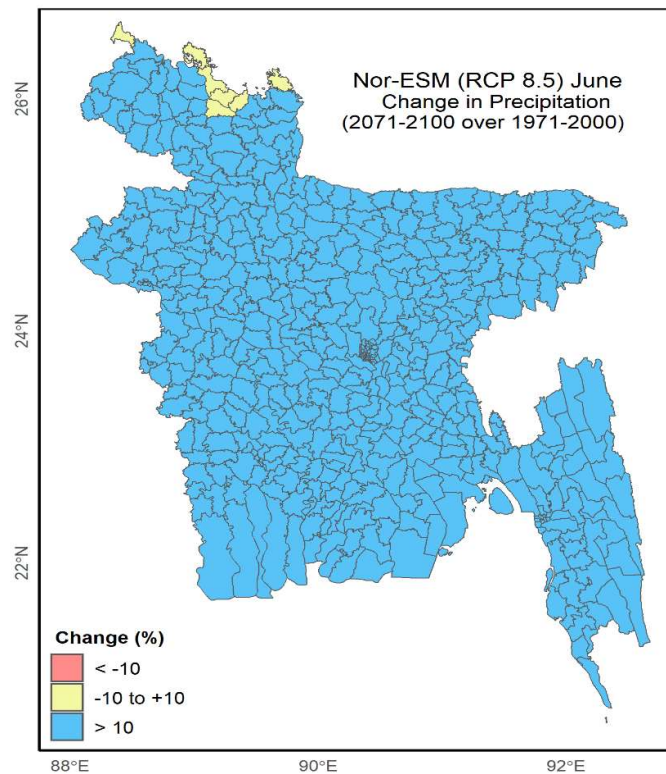 Nor-ESM (RCP 8.5) June
Change in Precipitation
(2071-2100 over 1971-2000)
26°N
24°N
22°N
Change (%)
< -10
-10 to +10
> 10
88°E
90°E
92°E